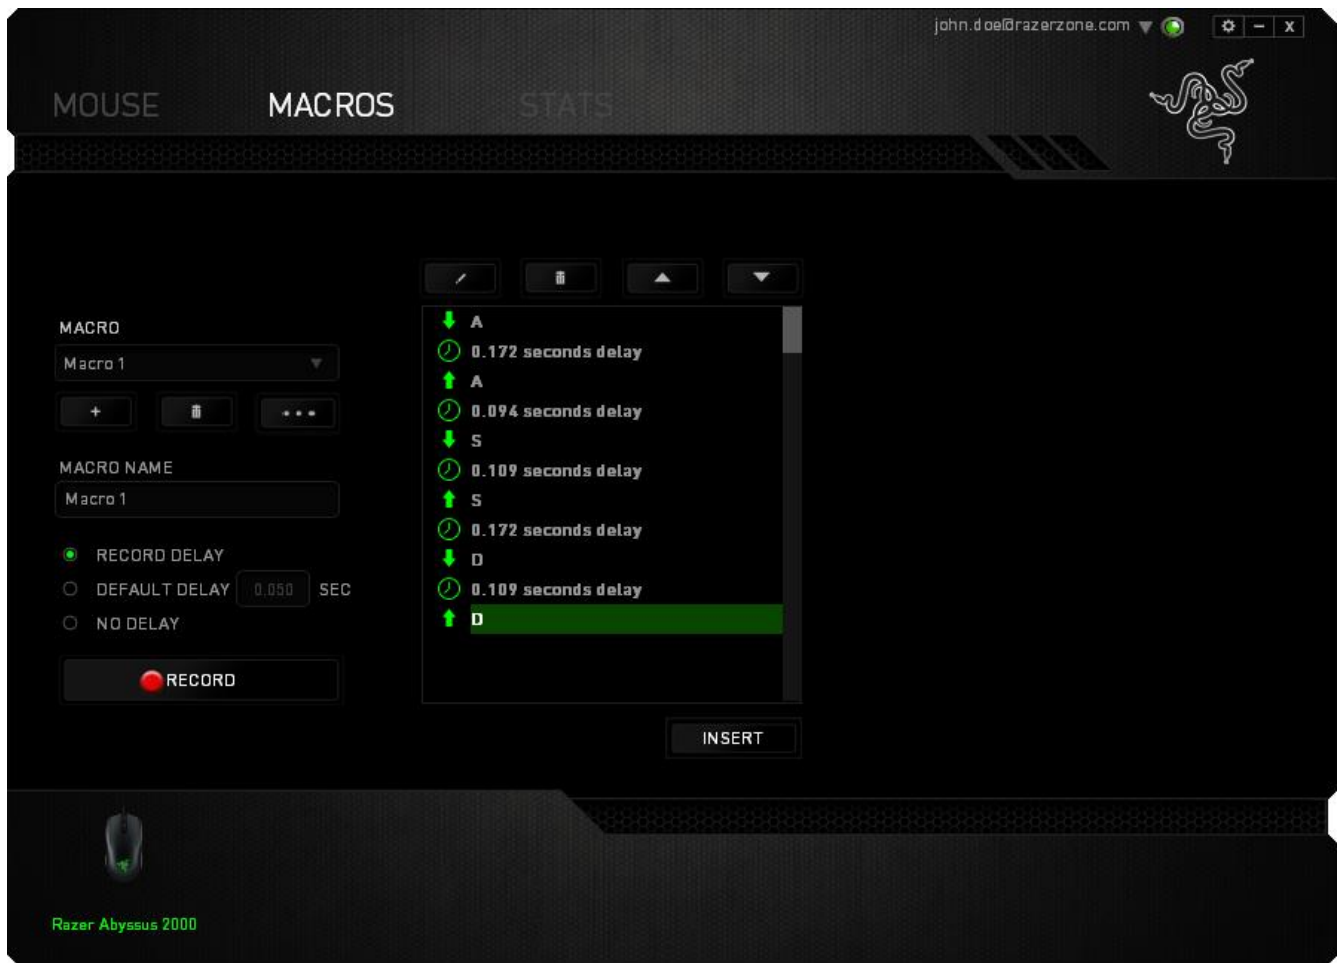 john.doe@razerzone.com
MOUSE MACROS STATS
MACRO
Macro 1
MACRO NAME
Macro 1
RECORD DELAY
DEFAULT DELAY 0.050 SEC
NO DELAY
RECORD
A
0.172 seconds delay
A
0.094 seconds delay
S
0.109 seconds delay
S
0.172 seconds delay
D
0.109 seconds delay
D
INSERT
Razer Abyssus 2000